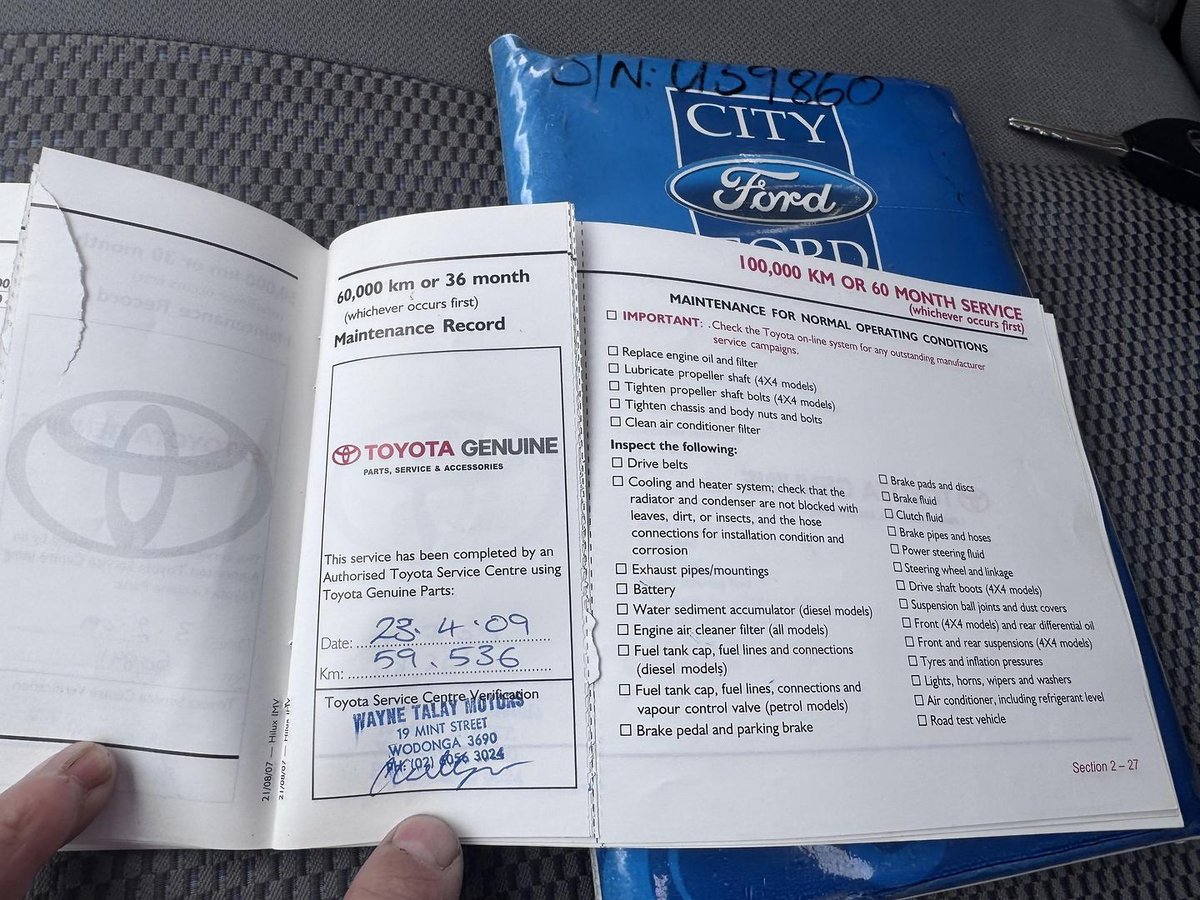 S/N: U59860
CITY
Ford
FORD
60,000 km or 36 month
(whichever occurs first)
Maintenance Record
TOYOTA GENUINE
PARTS, SERVICE & ACCESSORIES
This service has been completed by an
Authorised Toyota Service Centre using
Toyota Genuine Parts:
Date: 23.4.09
Km: 59.536
Toyota Service Centre Verification
WAYNE TALAY MOTORS
19 MINT STREET
WODONGA 3690
PH: (02) 6056 3024
21/08/07 — Hilux IMV
21/08/07 — Hilux IMV
100,000 KM OR 60 MONTH SERVICE
(whichever occurs first)
MAINTENANCE FOR NORMAL OPERATING CONDITIONS
IMPORTANT: .Check the Toyota on-line system for any outstanding manufacturer
service campaigns.
Replace engine oil and filter
Lubricate propeller shaft (4X4 models)
Tighten propeller shaft bolts (4X4 models)
Tighten chassis and body nuts and bolts
Clean air conditioner filter
Inspect the following:
Drive belts
Cooling and heater system; check that the
radiator and condenser are not blocked with
leaves, dirt, or insects, and the hose
connections for installation condition and
corrosion
Exhaust pipes/mountings
Battery
Water sediment accumulator (diesel models)
Engine air cleaner filter (all models)
Fuel tank cap, fuel lines and connections
(diesel models)
Fuel tank cap, fuel lines, connections and
vapour control valve (petrol models)
Brake pedal and parking brake
Brake pads and discs
Brake fluid
Clutch fluid
Brake pipes and hoses
Power steering fluid
Steering wheel and linkage
Drive shaft boots (4X4 models)
Suspension ball joints and dust covers
Front (4X4 models) and rear differential oil
Front and rear suspensions (4X4 models)
Tyres and inflation pressures
Lights, horns, wipers and washers
Air conditioner, including refrigerant level
Road test vehicle
Section 2 – 27